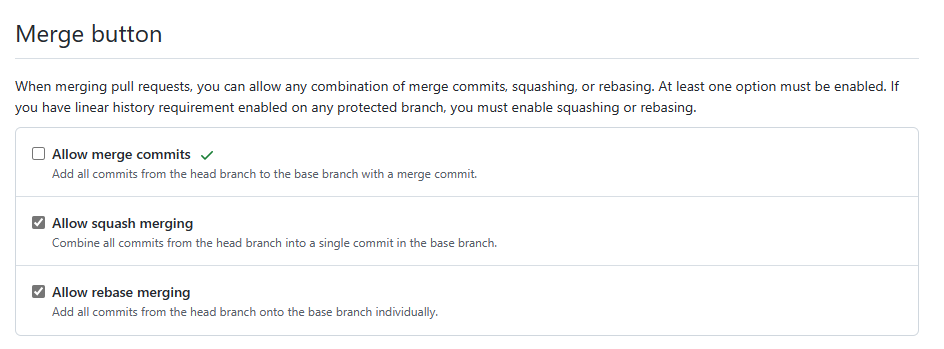 Merge button
When merging pull requests, you can allow any combination of merge commits, squashing, or rebasing. At least one option must be enabled. If
you have linear history requirement enabled on any protected branch, you must enable squashing or rebasing.
Allow merge commits
Add all commits from the head branch to the base branch with a merge commit.
Allow squash merging
Combine all commits from the head branch into a single commit in the base branch.
Allow rebase merging
Add all commits from the head branch onto the base branch individually.